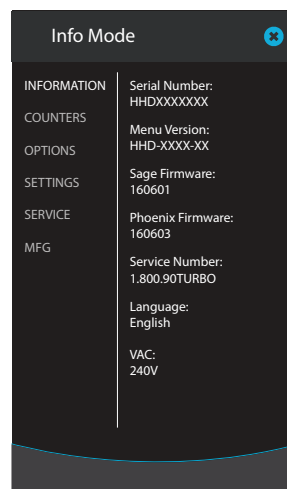 Info Mode
INFORMATION
COUNTERS
OPTIONS
SETTINGS
SERVICE
MFG
Serial Number:
HHDXXXXXXX
Menu Version:
HHD-XXXX-XX
Sage Firmware:
160601
Phoenix Firmware:
160603
Service Number:
1.800.90TURBO
Language:
English
VAC:
240V